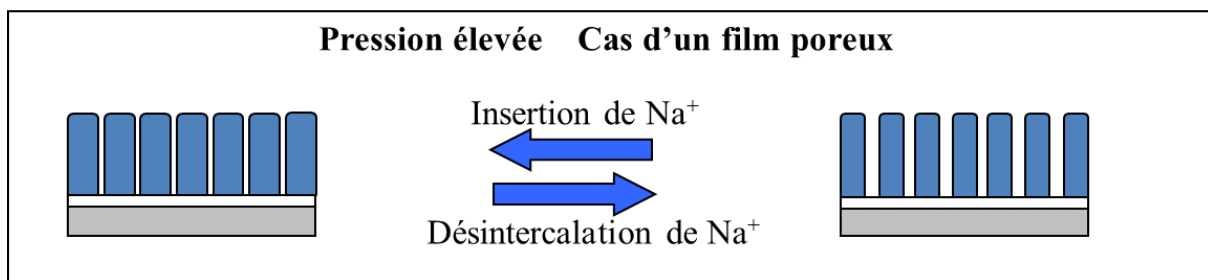 Pression élevée Cas d’un film poreux
Insertion de Na⁺
Désintercalation de Na⁺